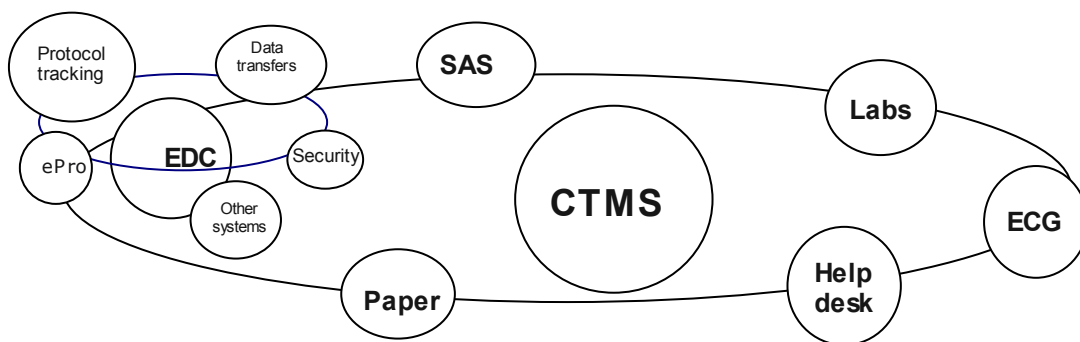 Protocol
tracking
Data
transfers
SAS
Labs
ePro
EDC
Security
CTMS
Other
systems
ECG
Paper
Help
desk